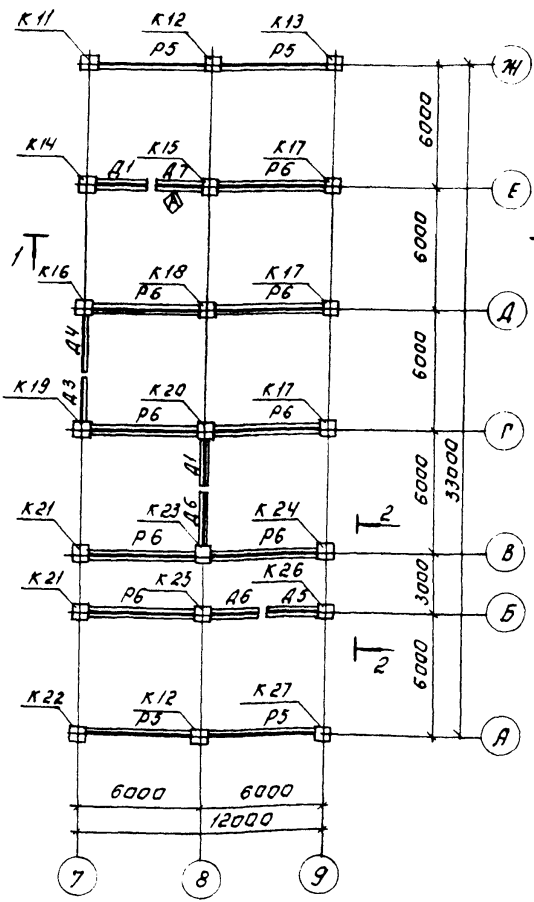 К11 К12 К13
Р5 Р5
Ж
6000
К14 Д1 К15 Д7 К17
Р6
А
Е
1
6000
К16 К18 К17
Р6 Р6
Д
Д4
6000
Д3
К19 К20 К17
Р6 Р6
Г
Д1
6000
33000
Д6
К21 К23 К24
Р6 Р6
2
В
К21 К25 К26
Р6 Д6 Д5
3000
Б
2
6000
К22 К12 К27
Р5 Р5
А
6000 6000
12000
7 8 9